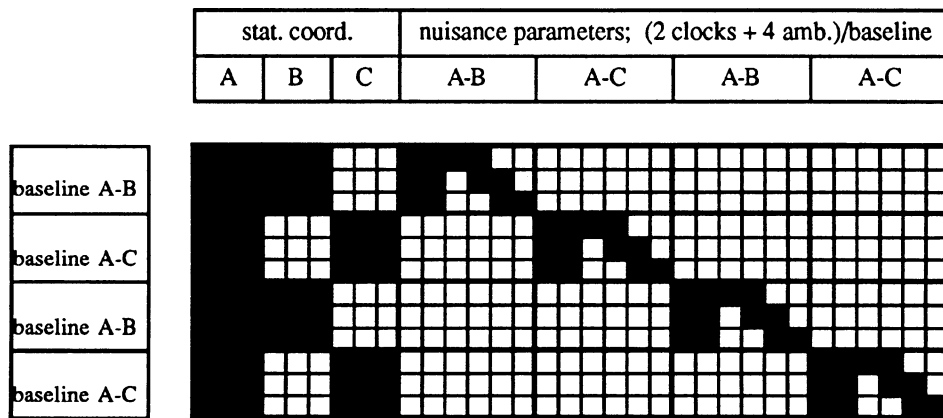 stat. coord. nuisance parameters; (2 clocks + 4 amb.)/baseline
A B C A-B A-C A-B A-C
baseline A-B
baseline A-C
baseline A-B
baseline A-C